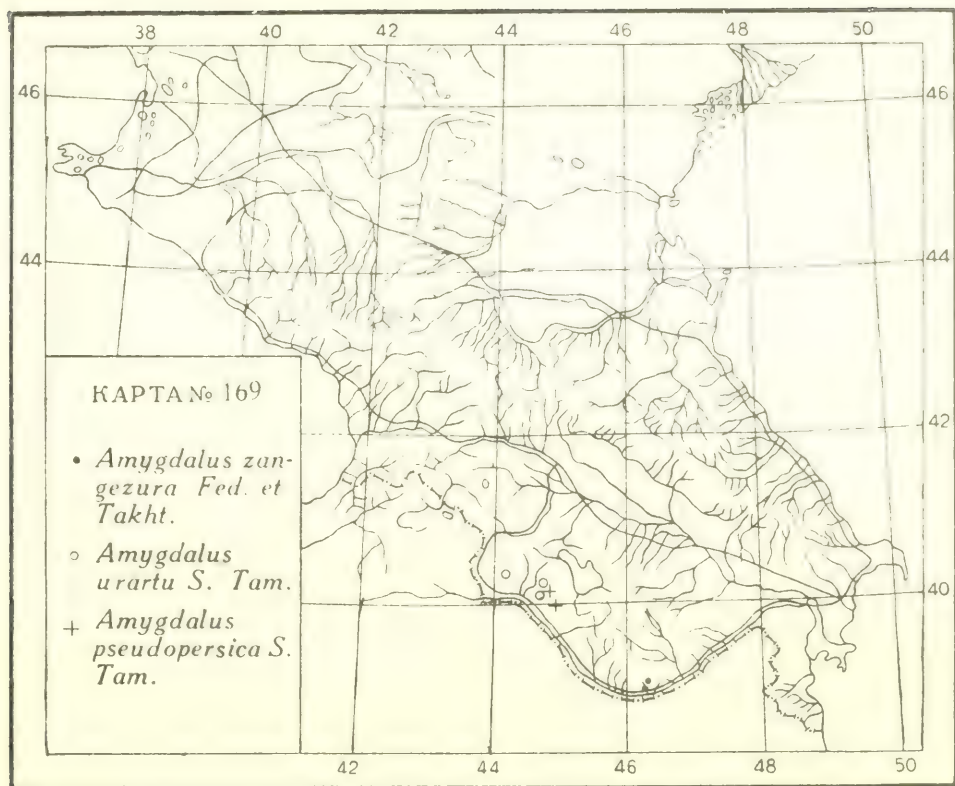 38 40 42 44 46 48 50
46 46
44 44
КАРТА № 169
42
• Amygdalus zan-
gezura Fed. et
Takht.
○ Amygdalus
urartu S. Tam.
40
+ Amygdalus
pseudopersica S.
Tam.
42 44 46 48 50